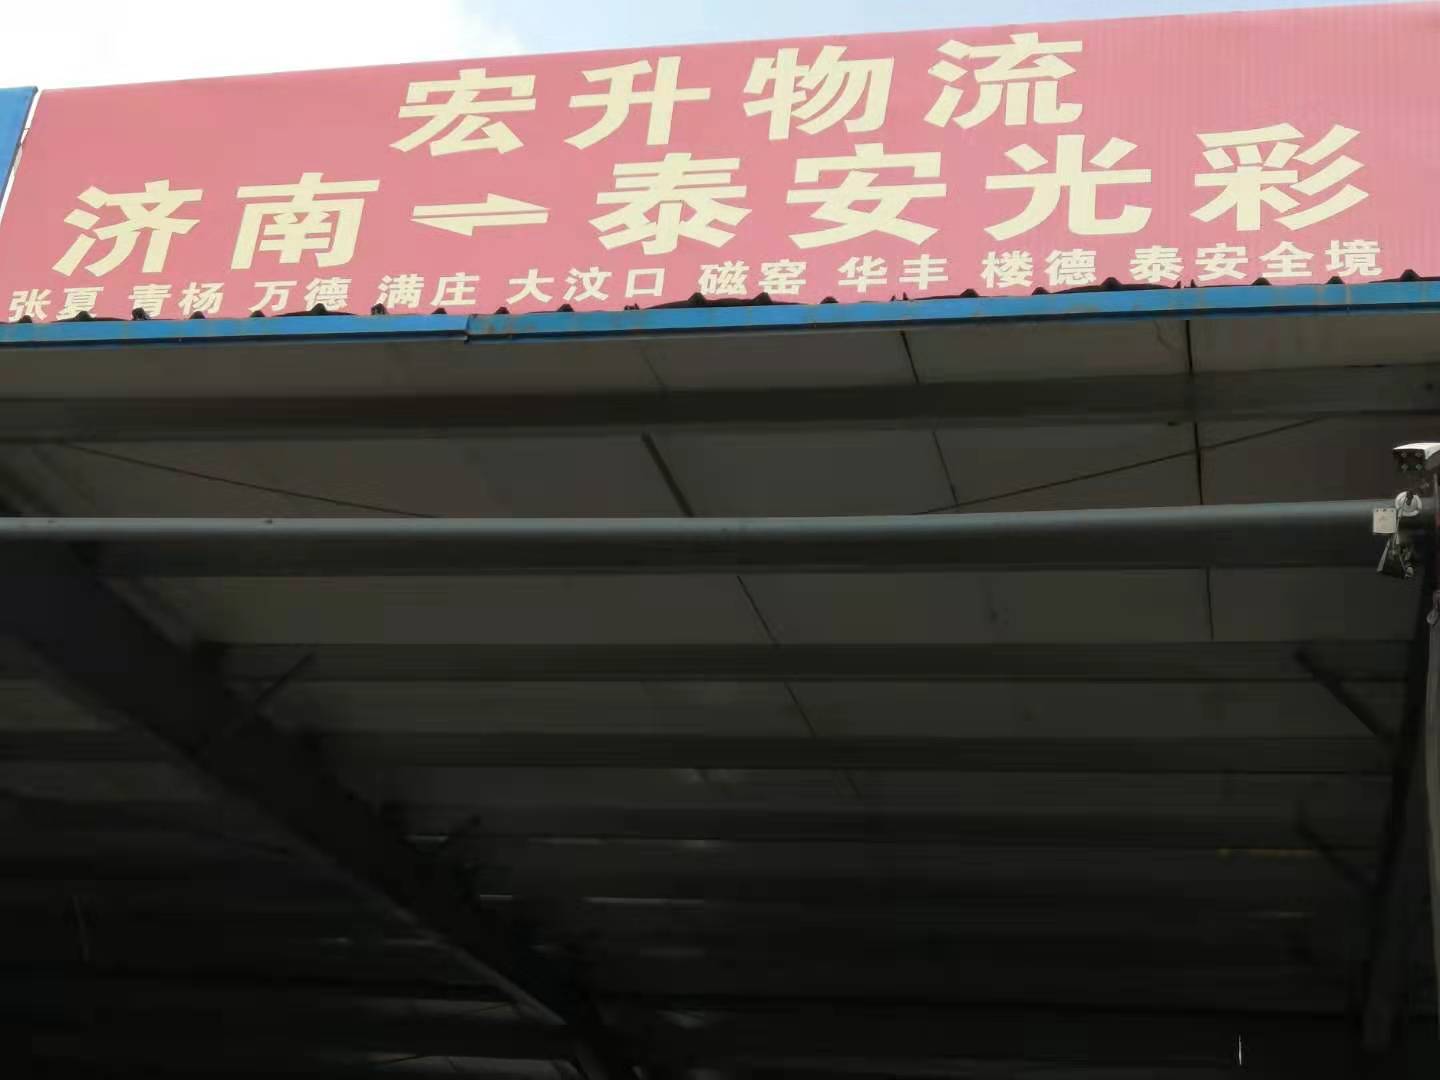 宏升物流
济南⇌泰安光彩
张夏 青杨 万德 满庄 大汶口 磁窑 华丰 楼德 泰安全境